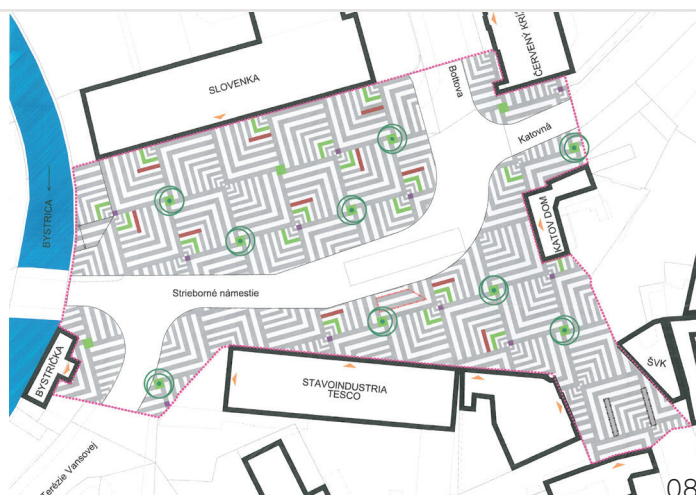 SLOVENKA
ČERVENÝ KRÍŽ
Bottova
Katovná
KATOV DOM
BYSTRICA
Strieborné námestie
BYSTRIČKA
STAVOINDUSTRIA
TESCO
ŠVK
Terézie Vansovej
08